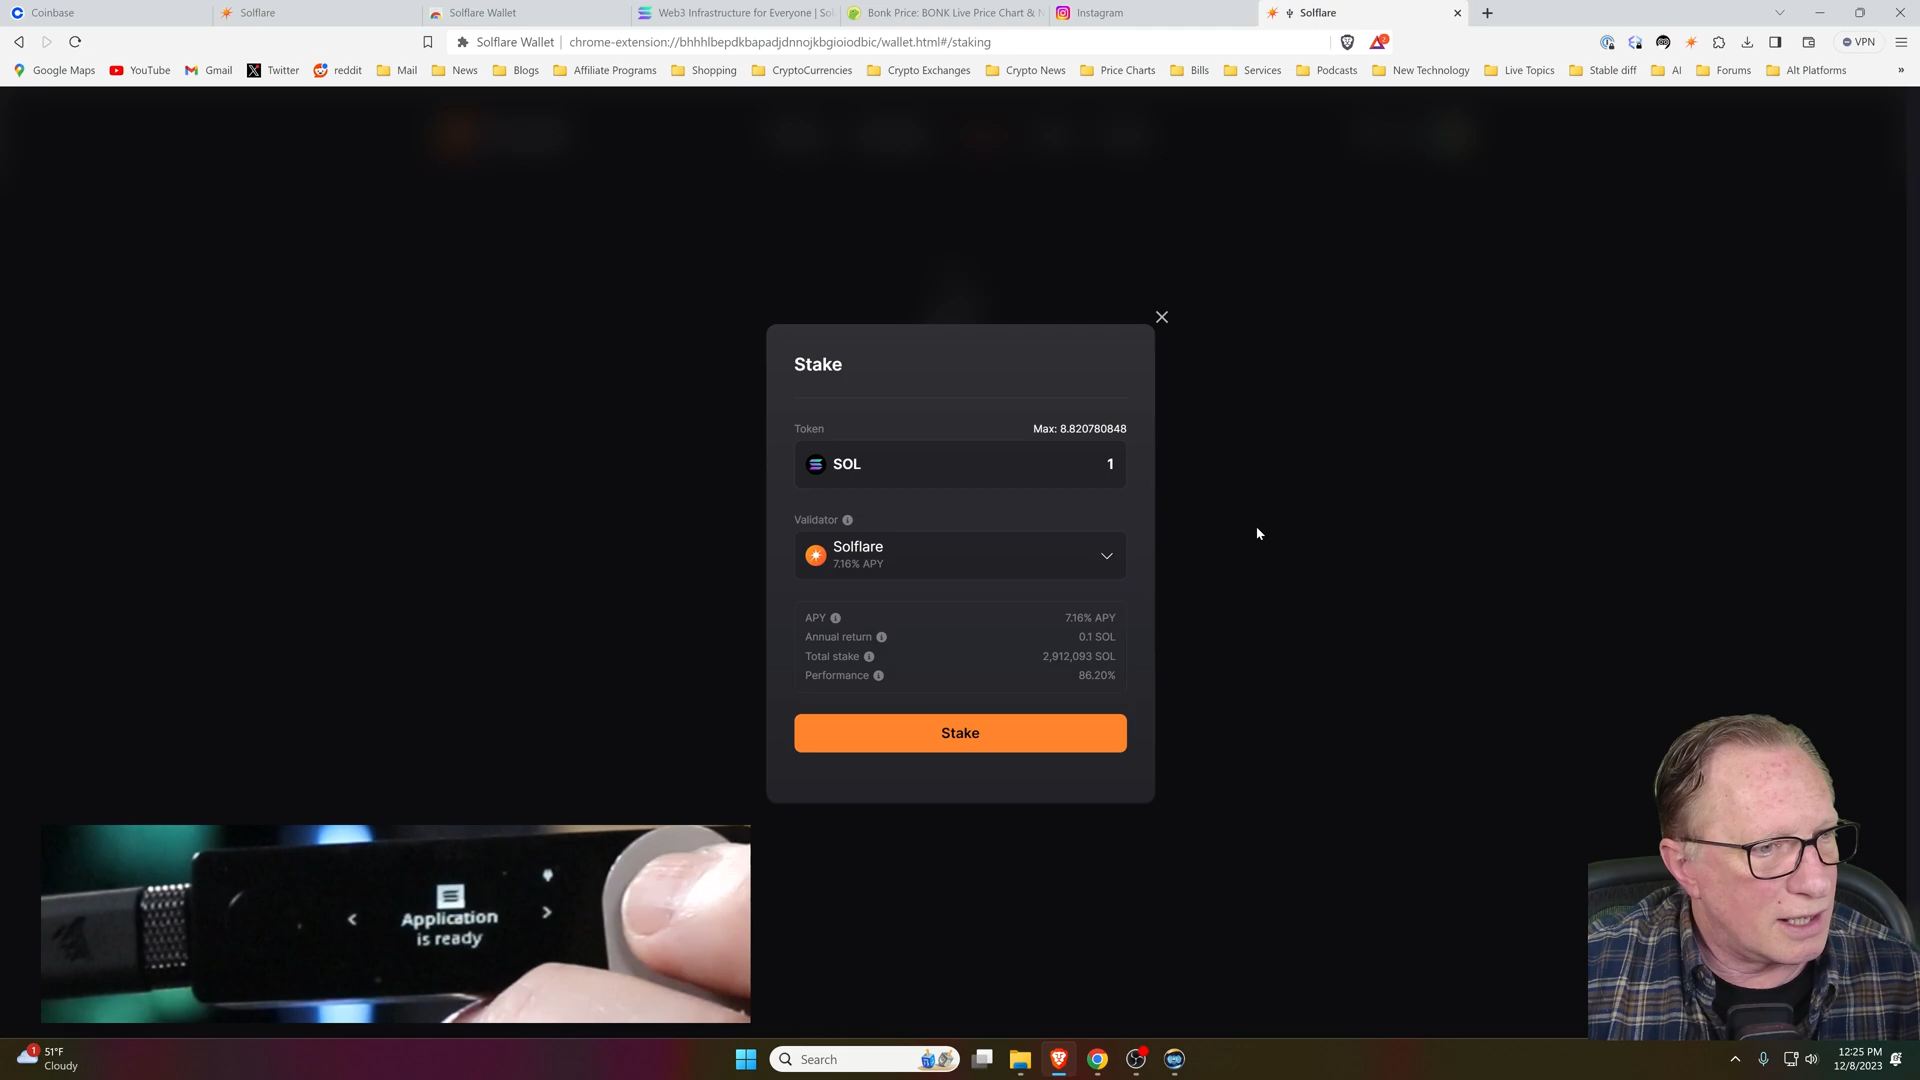 Coinbase
Solflare
Solflare Wallet
Web3 Infrastructure for Everyone | Sol
Bonk Price: BONK Live Price Chart & N
Instagram
Solflare
Solflare Wallet
chrome-extension://bhhhlbepdkbapadjdnnojkbgioiodbic/wallet.html#/staking
2
VPN
Google Maps
YouTube
Gmail
Twitter
reddit
Mail
News
Blogs
Affiliate Programs
Shopping
CryptoCurrencies
Crypto Exchanges
Crypto News
Price Charts
Bills
Services
Podcasts
New Technology
Live Topics
Stable diff
AI
Forums
Alt Platforms
»
Stake
Token
Max: 8.820780848
SOL
1
Validator
Solflare
7.16% APY
APY
7.16% APY
Annual return
0.1 SOL
Total stake
2,912,093 SOL
Performance
86.20%
Stake
Application
is ready
1
51°F
Cloudy
Search
12:25 PM
12/8/2023